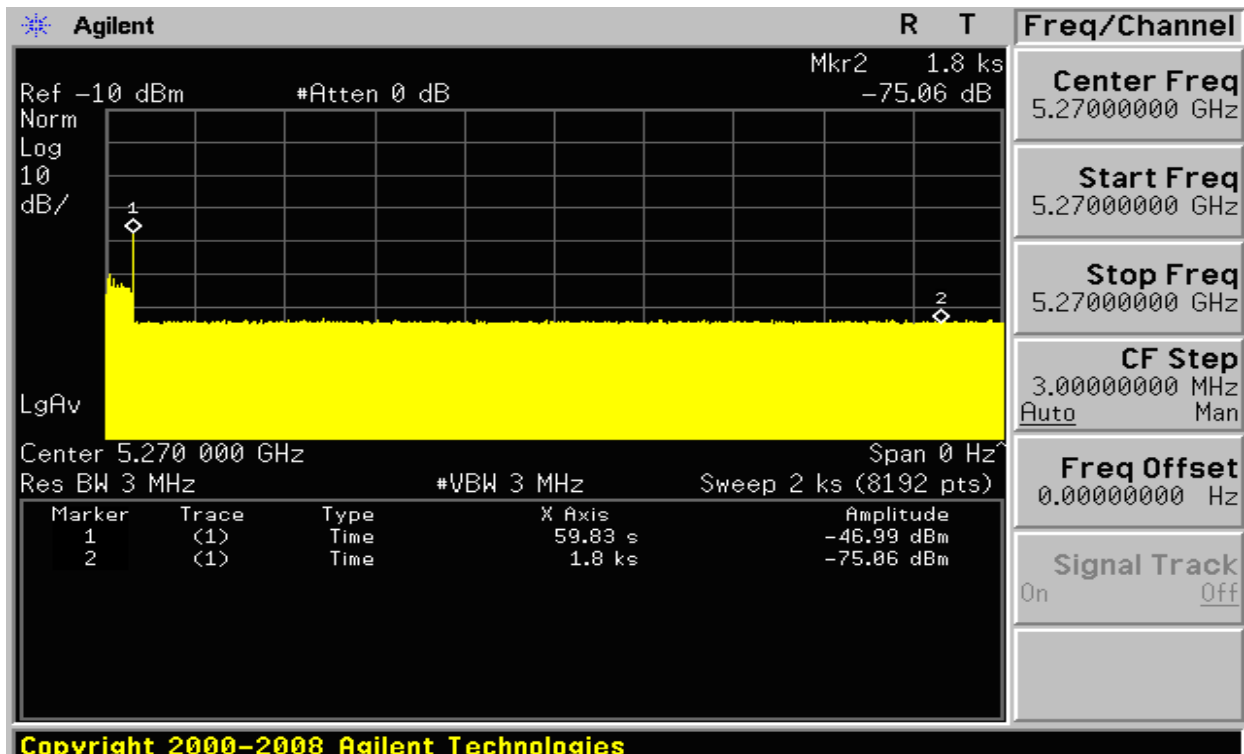 Agilent
R T
Mkr2 1.8 ks
Ref −10 dBm #Atten 0 dB −75.06 dB
Norm
Log
10
dB/
1
2
LgAv
Center 5.270 000 GHz Span 0 Hz^
Res BW 3 MHz #VBW 3 MHz Sweep 2 ks (8192 pts)
Marker Trace Type X Axis Amplitude
1 (1) Time 59.83 s −46.99 dBm
2 (1) Time 1.8 ks −75.06 dBm
Copyright 2000−2008 Agilent Technologies
Freq/Channel
Center Freq
5.27000000 GHz
Start Freq
5.27000000 GHz
Stop Freq
5.27000000 GHz
CF Step
3.00000000 MHz
Auto Man
Freq Offset
0.00000000 Hz
Signal Track
On Off